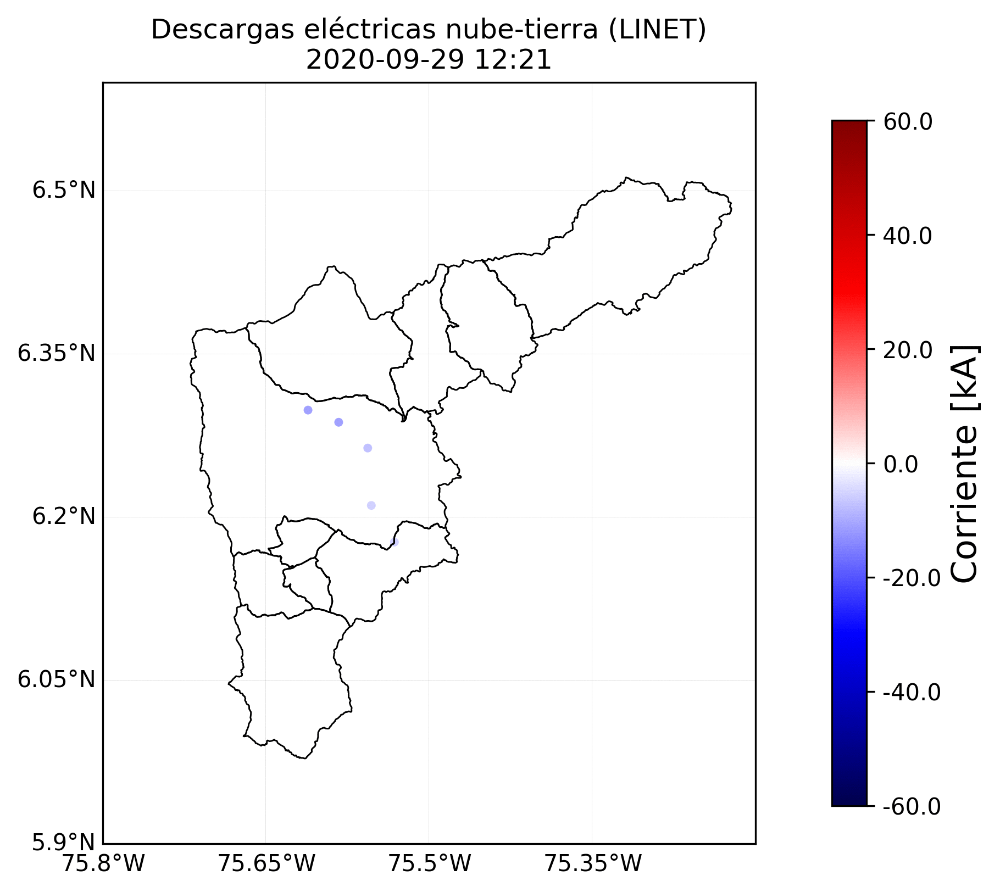 Descargas eléctricas nube-tierra (LINET)
2020-09-29 12:21
6.5°N
6.35°N
6.2°N
6.05°N
5.9°N
75.8°W
75.65°W
75.5°W
75.35°W
60.0
40.0
20.0
0.0
-20.0
-40.0
-60.0
Corriente [kA]